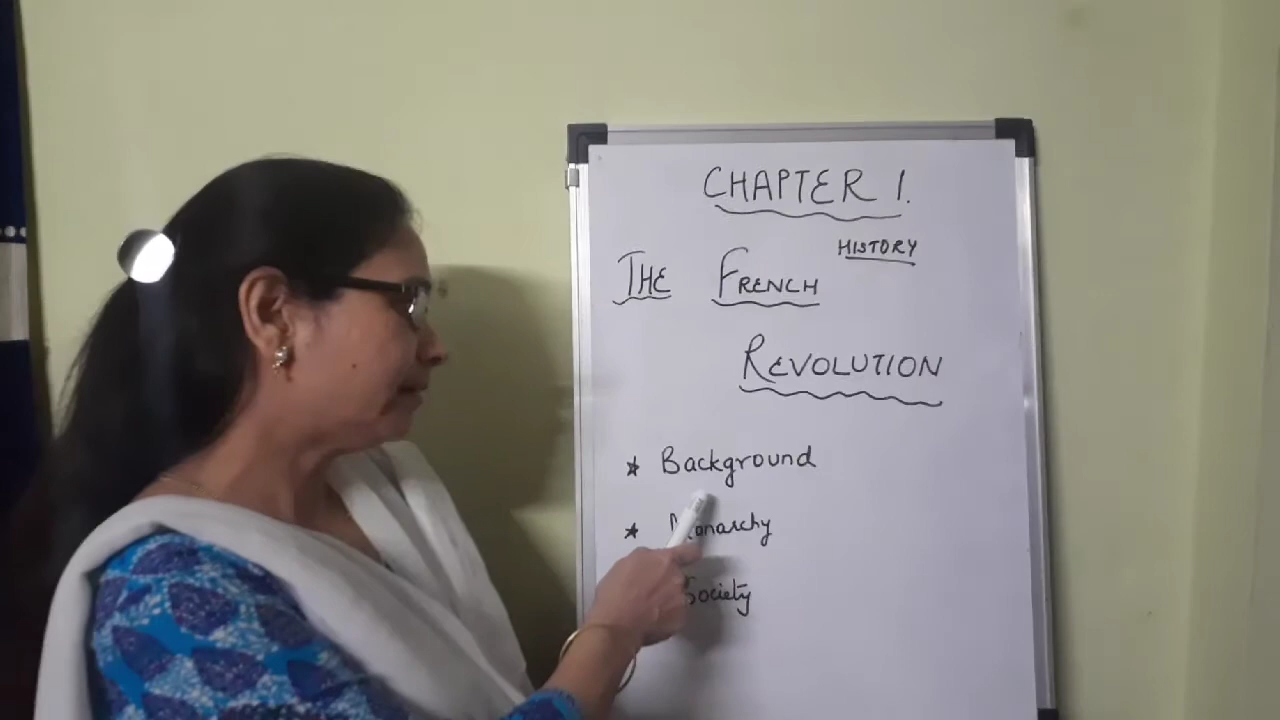 CHAPTER 1.
HISTORY
THE FRENCH
REVOLUTION
* Background
* Monarchy
Society